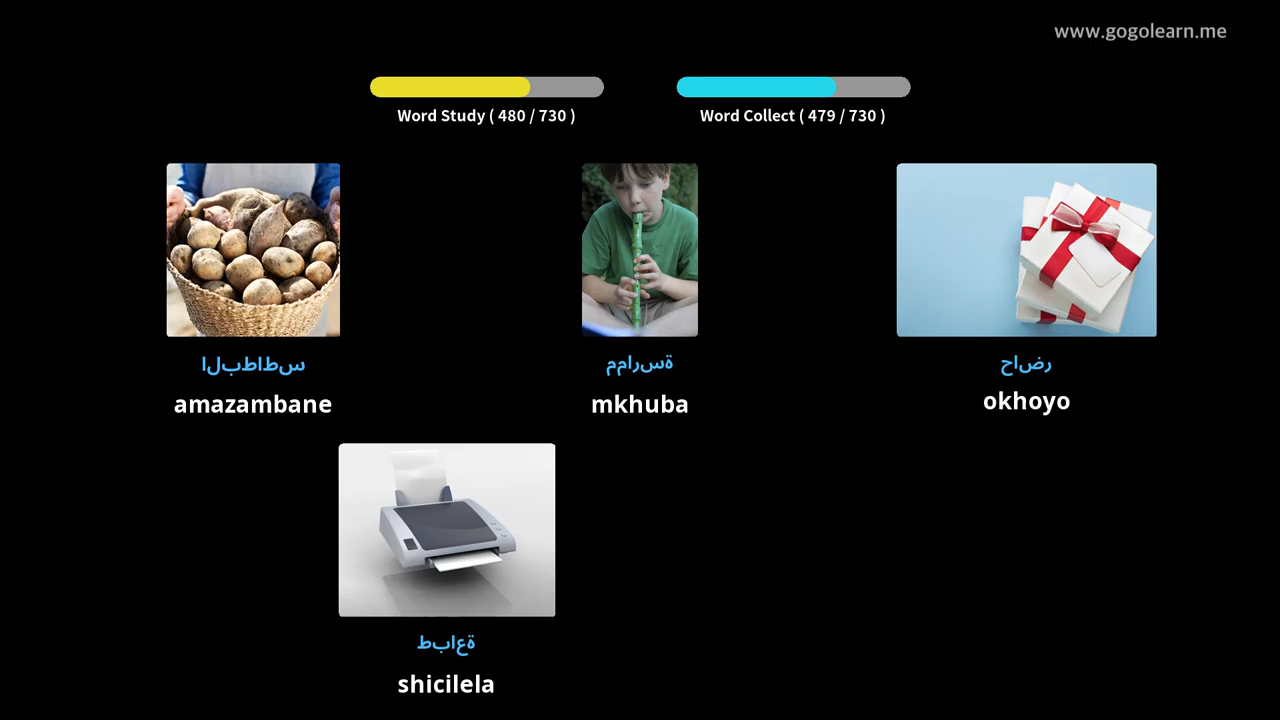 www.gogolearn.me
Word Study ( 480 / 730 )
Word Collect ( 479 / 730 )
البطاطس
amazambane
ممارسة
mkhuba
حاضر
okhoyo
طباعة
shicilela